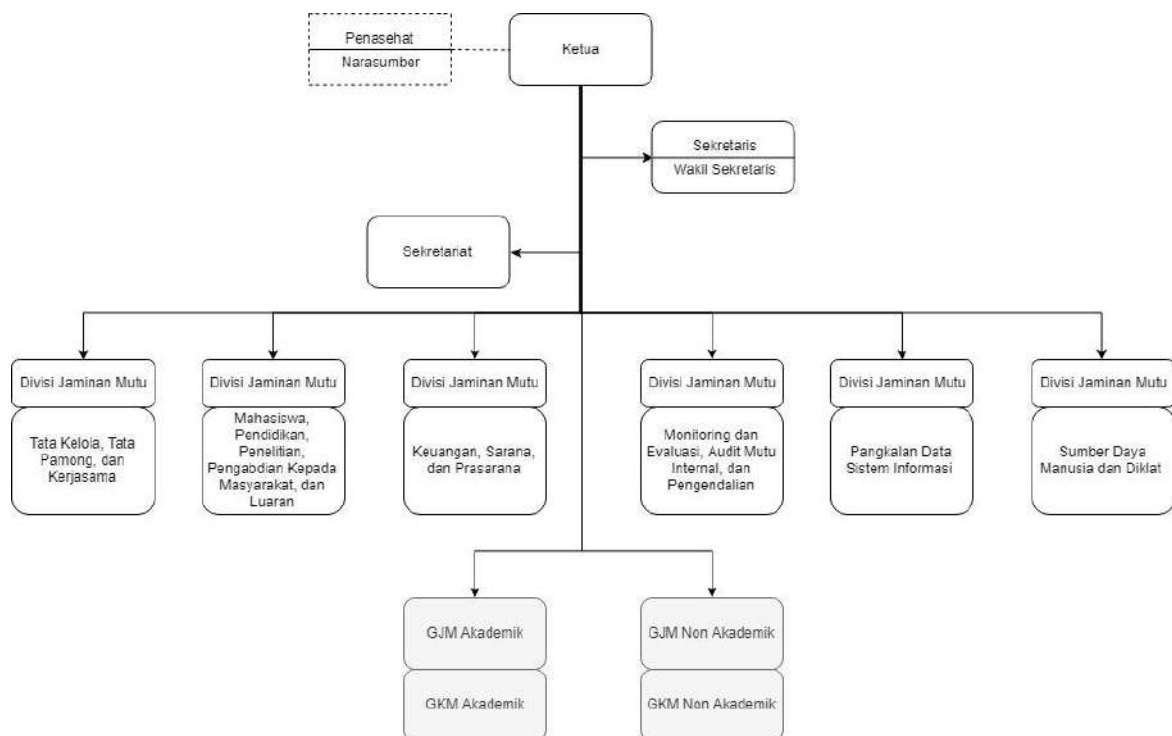 Penasehat
Narasumber
Ketua
Sekretaris
Wakil Sekretaris
Sekretariat
Divisi Jaminan Mutu
Tata Kelola, Tata
Pamong, dan
Kerjasama
Divisi Jaminan Mutu
Mahasiswa,
Pendidikan,
Penelitian,
Pengabdian Kepada
Masyarakat, dan
Luaran
Divisi Jaminan Mutu
Keuangan, Sarana,
dan Prasarana
Divisi Jaminan Mutu
Monitoring dan
Evaluasi, Audit Mutu
Internal, dan
Pengendalian
Divisi Jaminan Mutu
Pangkalan Data
Sistem Informasi
Divisi Jaminan Mutu
Sumber Daya
Manusia dan Diklat
GJM Akademik
GKM Akademik
GJM Non Akademik
GKM Non Akademik